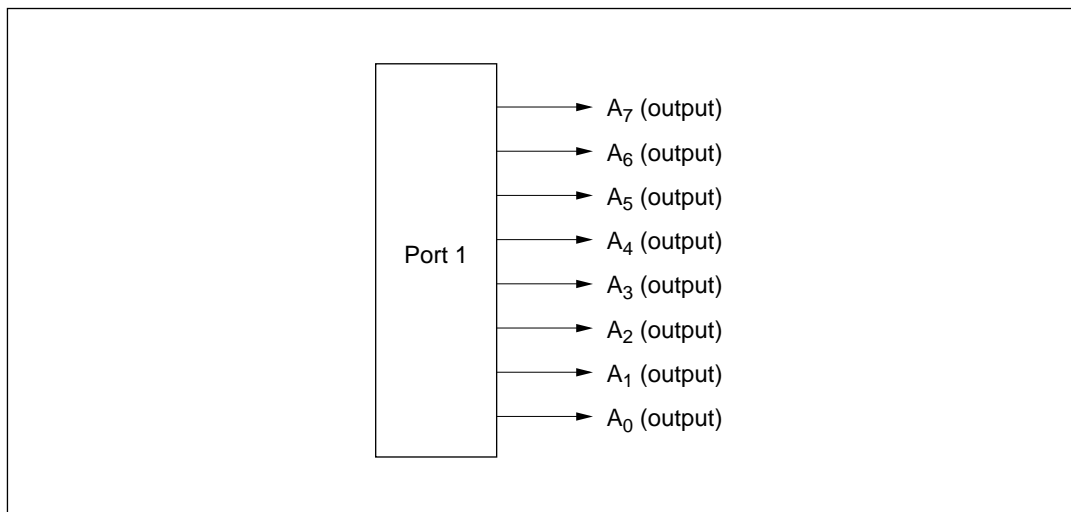 A7 (output)
A6 (output)
A5 (output)
A4 (output)
Port 1
A3 (output)
A2 (output)
A1 (output)
A0 (output)